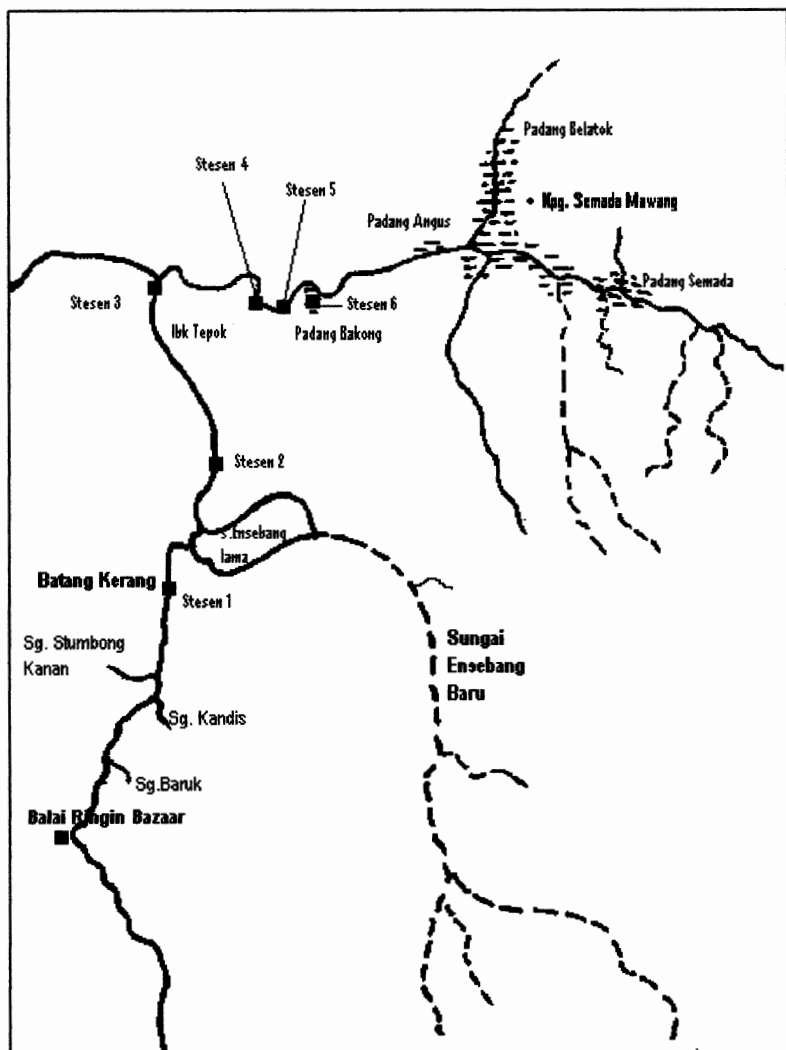 Padang Belatok
Stesen 4
Stesen 5
Kpg. Semada Mawang
Padang Angus
Padang Semada
Stesen 3
Stesen 6
lbk Tepok
Padang Bakong
Stesen 2
S.Ensebang
lama
Batang Kerang
Stesen 1
Sg. Stumbong
Kanan
Sungai
Ensebang
Baru
Sg. Kandis
Sg.Baruk
Balai Ringin Bazaar